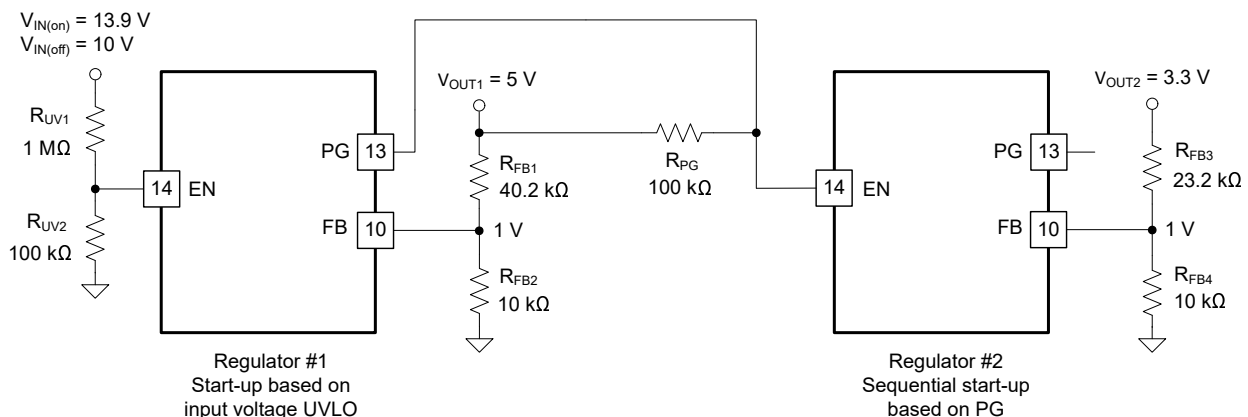 VIN(on) = 13.9 V
VIN(off) = 10 V
RUV1
1 MΩ
RUV2
100 kΩ
14
EN
PG
13
FB
10
Regulator #1
Start-up based on
input voltage UVLO
VOUT1 = 5 V
RFB1
40.2 kΩ
1 V
RFB2
10 kΩ
RPG
100 kΩ
14
EN
PG
13
FB
10
Regulator #2
Sequential start-up
based on PG
VOUT2 = 3.3 V
RFB3
23.2 kΩ
1 V
RFB4
10 kΩ